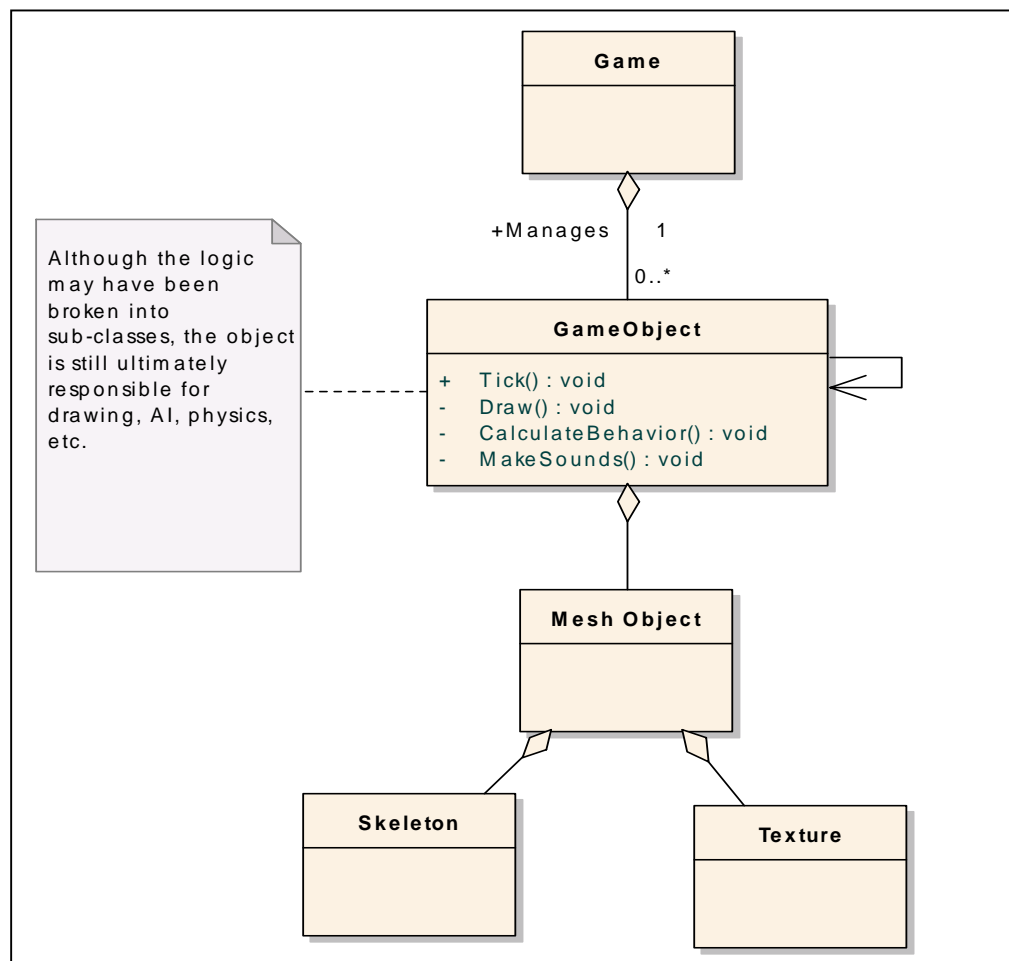 Game
+Manages 1
0..*
Although the logic
may have been
broken into
sub-classes, the object
is still ultimately
responsible for
drawing, AI, physics,
etc.
GameObject
+ Tick() : void
- Draw() : void
- CalculateBehavior() : void
- MakeSounds() : void
Mesh Object
Skeleton
Texture